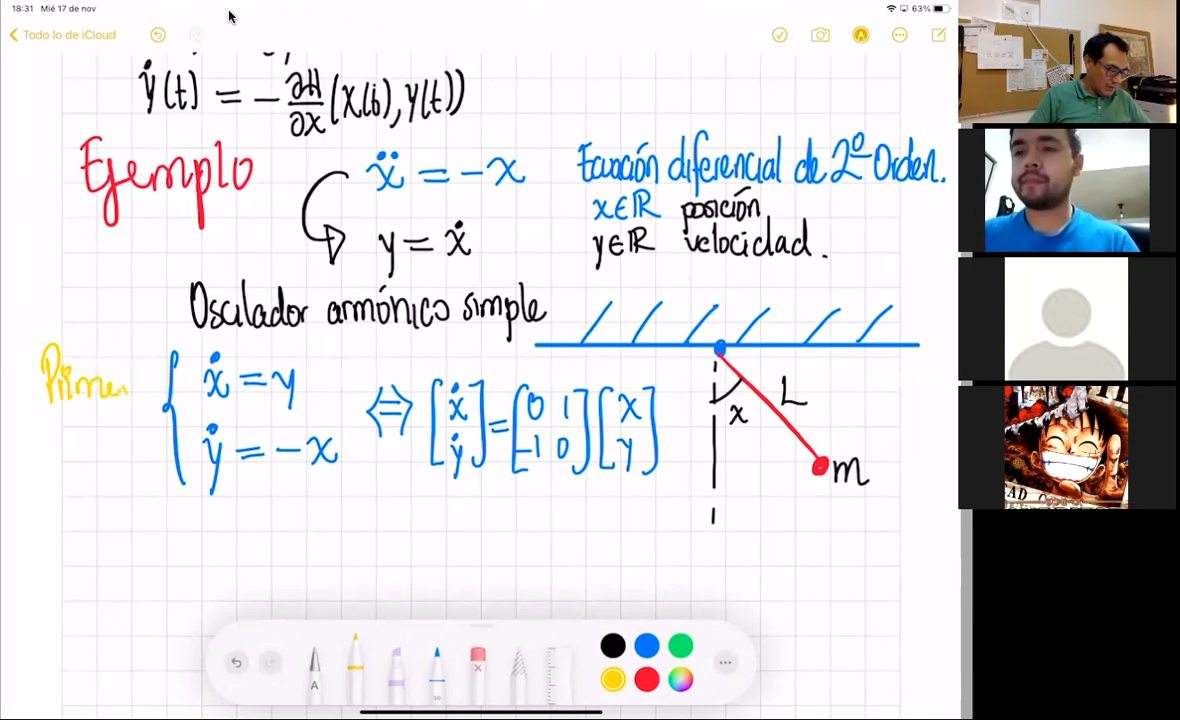 18:31 Mié 17 de nov
63%
Todo lo de iCloud
ẏ(t) = -∂H/∂x (x(t), y(t))
Ejemplo
ẍ = -x
Ecuación diferencial de 2º Orden.
x∈ℝ posición
y = ẋ
y∈ℝ velocidad.
Oscilador armónico simple
Primer
{ ẋ = y
ẏ = -x
⇔ [ẋ ẏ] = [0 1 -1 0] [x y]
x
L
m
A
50